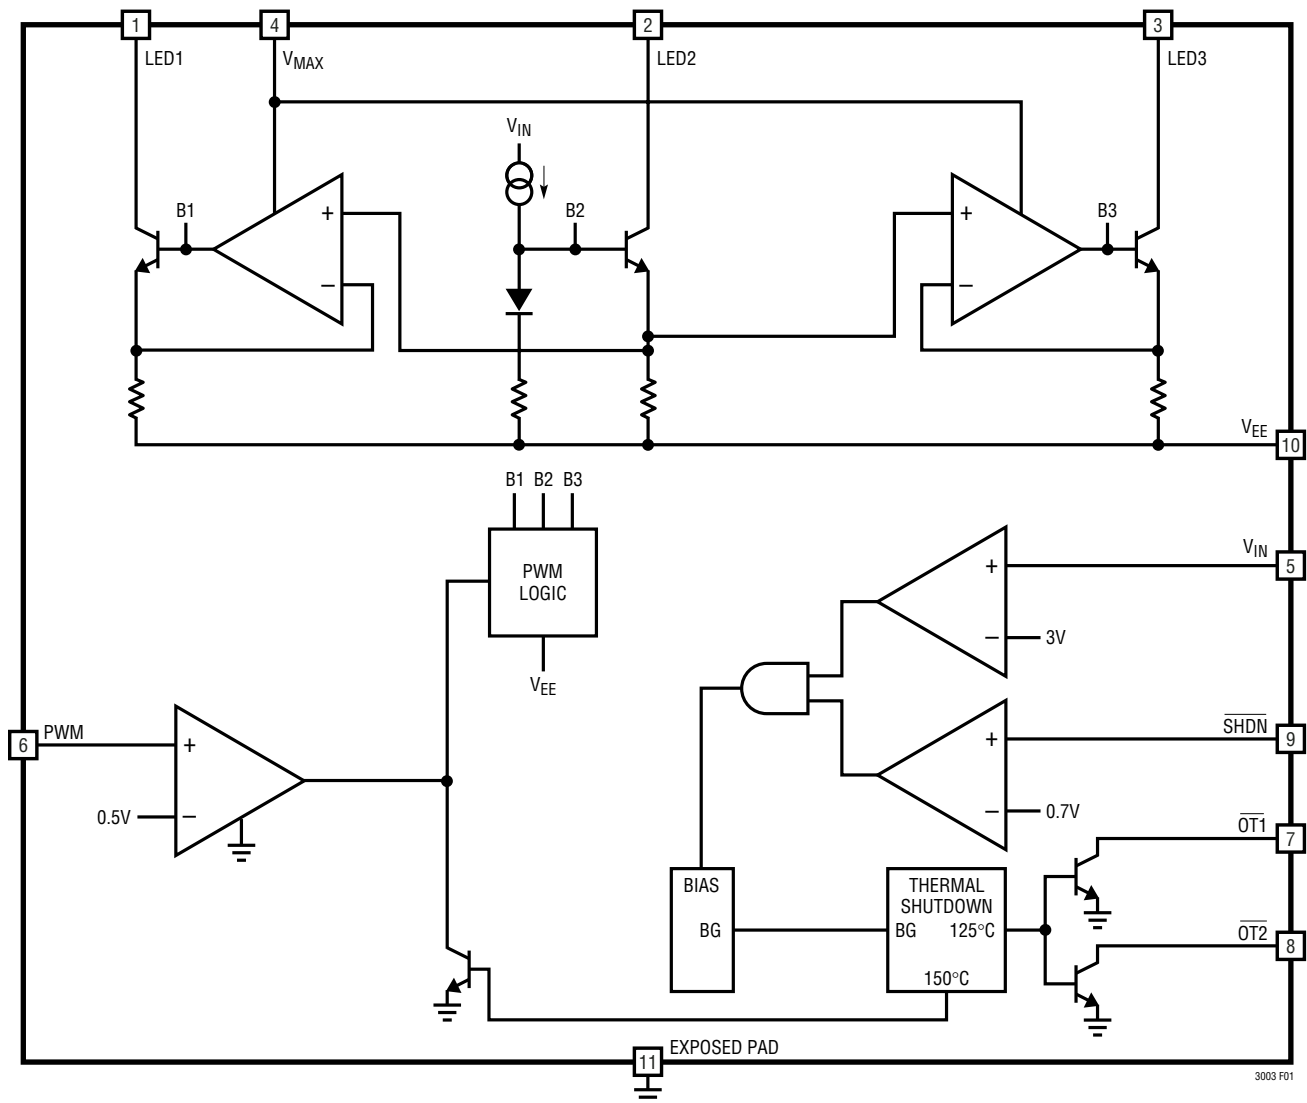 1 4 2 3
LED1 VMAX LED2 LED3
VIN
B1 + B2 + B3
− −
VEE
10
B1 B2 B3
PWM
LOGIC
VEE
VIN
+ 5
− 3V
PWM
6 +
0.5V −
SHDN
+ 9
− 0.7V
OT1
7
BIAS
BG
THERMAL
SHUTDOWN
BG 125°C
150°C
OT2
8
11 EXPOSED PAD
3003 F01